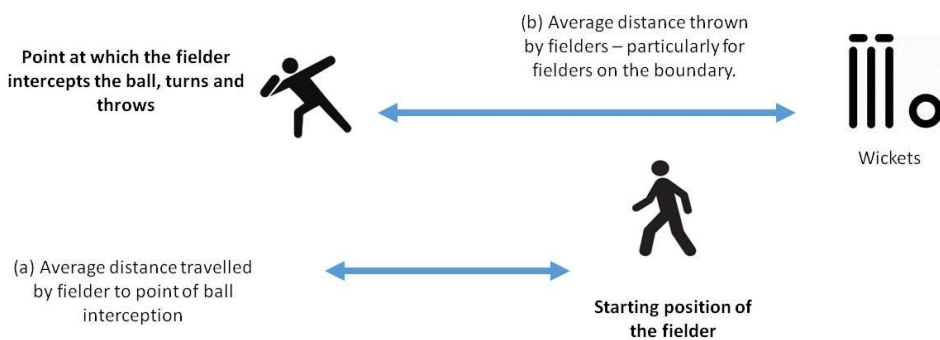 (b) Average distance thrown
by fielders – particularly for
fielders on the boundary.
Point at which the fielder
intercepts the ball, turns and
throws
Wickets
(a) Average distance travelled
by fielder to point of ball
interception
Starting position of
the fielder